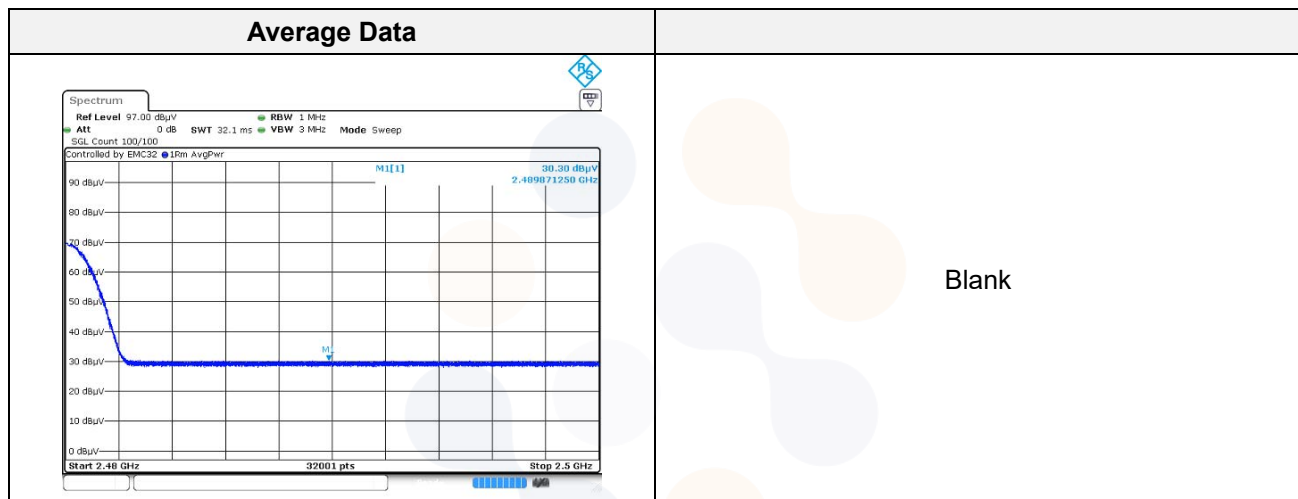 Average Data
R&S
Spectrum
Ref Level 97.00 dBµV RBW 1 MHz
Att 0 dB SWT 32.1 ms VBW 3 MHz Mode Sweep
SGL Count 100/100
Controlled by EMC32 1Rm AvgPwr
M1[1] 30.30 dBµV
2.489871250 GHz
90 dBµV
80 dBµV
70 dBµV
60 dBµV
50 dBµV
40 dBµV
M1
30 dBµV
20 dBµV
10 dBµV
0 dBµV
Start 2.48 GHz 32001 pts Stop 2.5 GHz
Blank